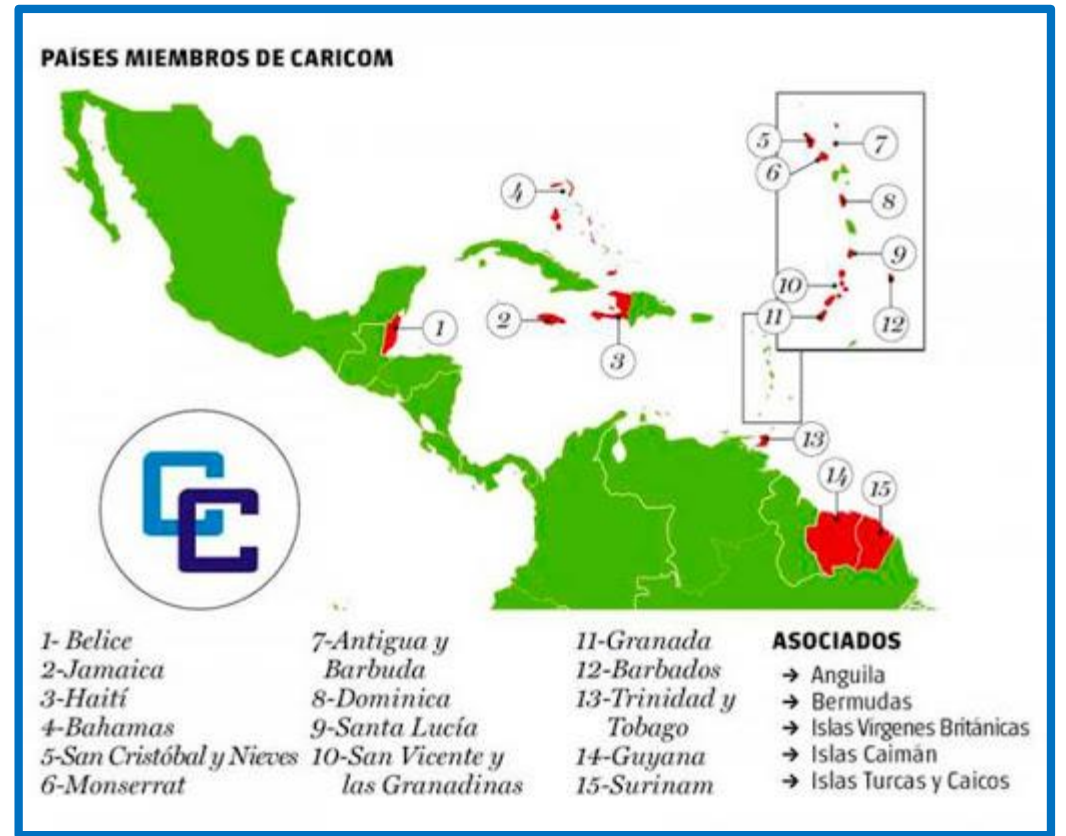 PAÍSES MIEMBROS DE CARICOM
5
7
6
4
8
9
10
1
2
11
12
3
13
14
15
CC
1- Belice
2-Jamaica
3-Haití
4-Bahamas
5-San Cristóbal y Nieves
6-Monserrat
7-Antigua y
Barbuda
8-Dominica
9-Santa Lucía
10-San Vicente y
las Granadinas
11-Granada
12-Barbados
13-Trinidad y
Tobago
14-Guyana
15-Surinam
ASOCIADOS
→ Anguila
→ Bermudas
→ Islas Vírgenes Británicas
→ Islas Caimán
→ Islas Turcas y Caicos